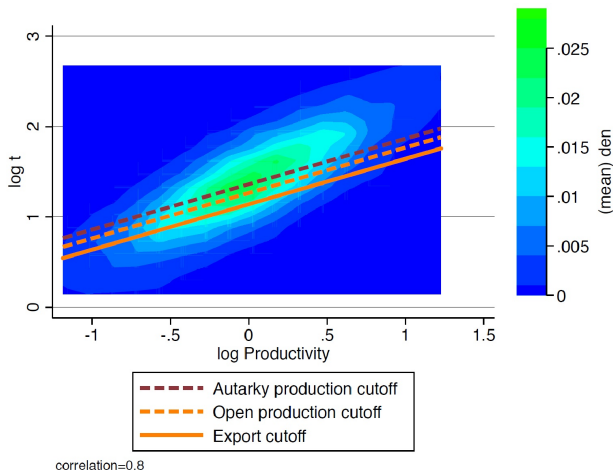 3
2
1
0
log t
-1
-.5
0
.5
1
1.5
log Productivity
.025
.02
.015
.01
.005
0
(mean) den
Autarky production cutoff
Open production cutoff
Export cutoff
correlation=0.8